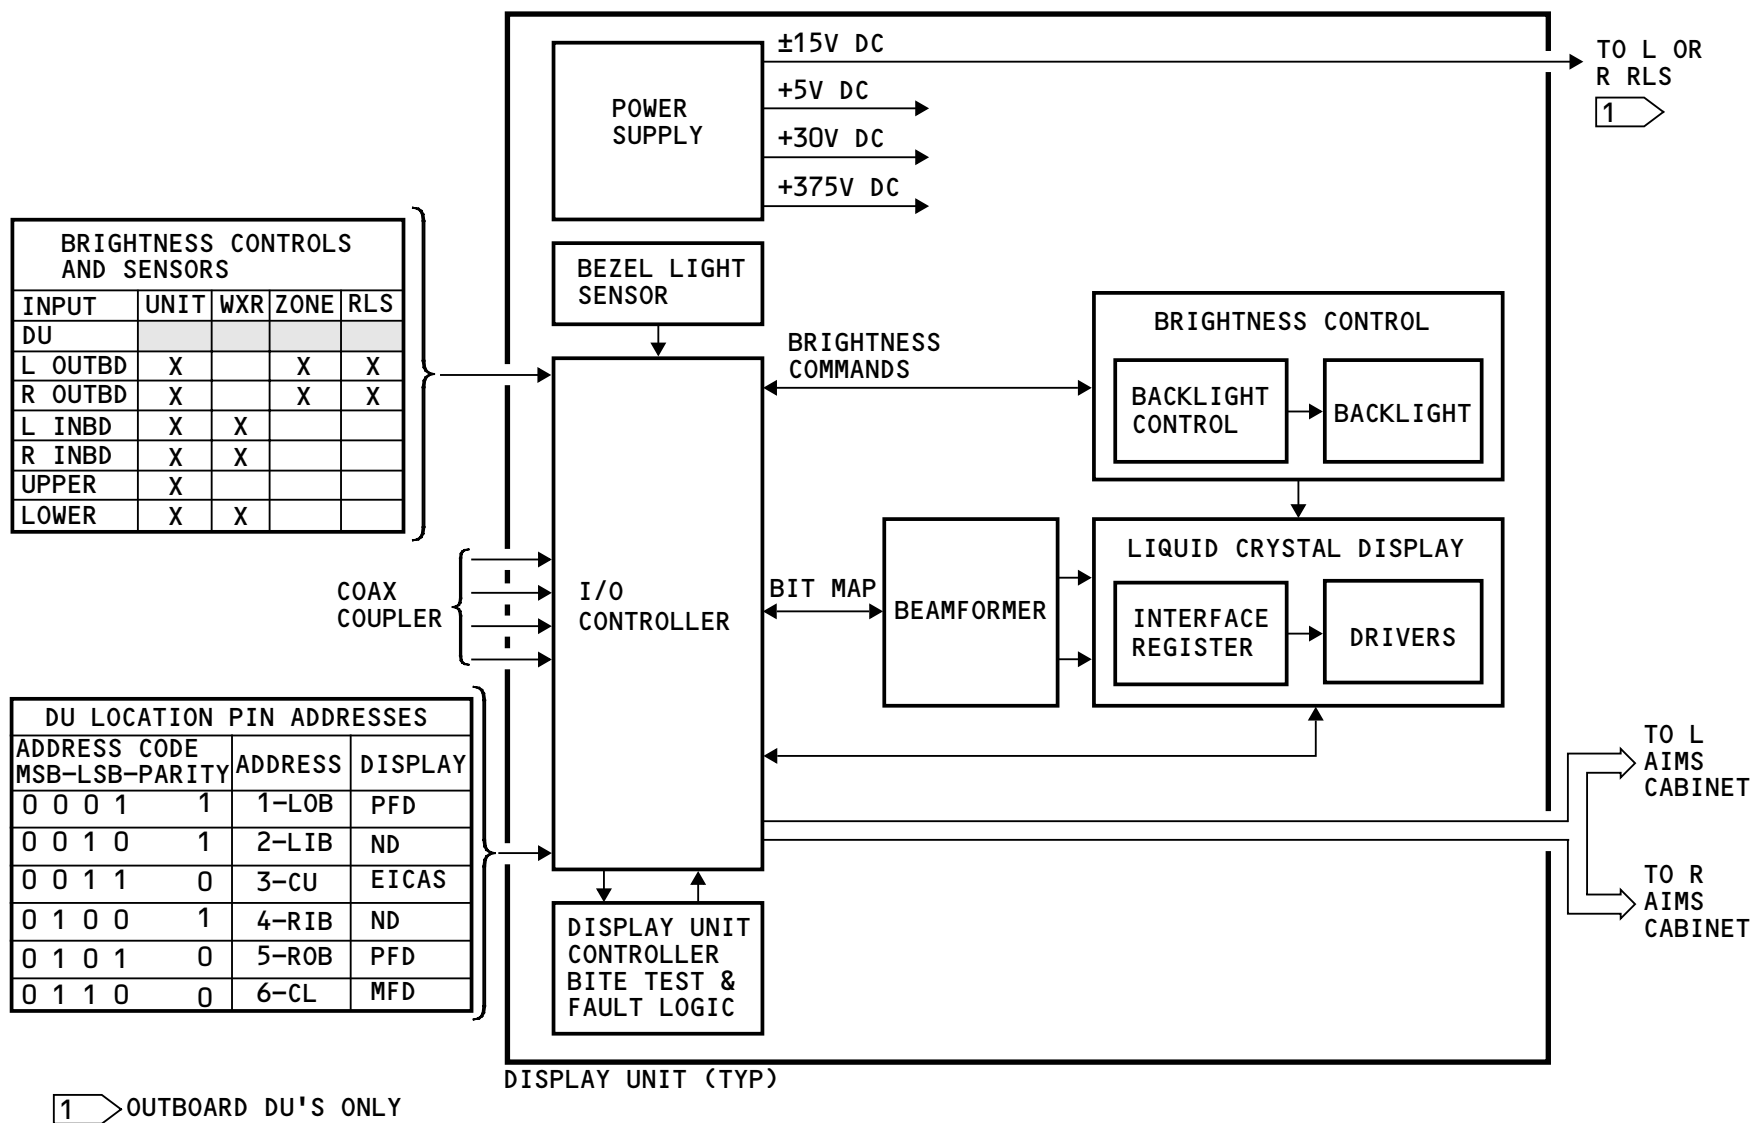 ±15V DC
+5V DC
+30V DC
+375V DC
POWER
SUPPLY
TO L OR
R RLS
1
BRIGHTNESS CONTROLS
AND SENSORS
INPUT UNIT WXR ZONE RLS
DU
L OUTBD X X X
R OUTBD X X X
L INBD X X
R INBD X X
UPPER X
LOWER X X
BEZEL LIGHT
SENSOR
BRIGHTNESS
COMMANDS
BRIGHTNESS CONTROL
BACKLIGHT
CONTROL
BACKLIGHT
COAX
COUPLER
I/O
CONTROLLER
BIT MAP
BEAMFORMER
LIQUID CRYSTAL DISPLAY
INTERFACE
REGISTER
DRIVERS
DU LOCATION PIN ADDRESSES
ADDRESS CODE
MSB-LSB-PARITY ADDRESS DISPLAY
0 0 0 1 1 1-LOB PFD
0 0 1 0 1 2-LIB ND
0 0 1 1 0 3-CU EICAS
0 1 0 0 1 4-RIB ND
0 1 0 1 0 5-ROB PFD
0 1 1 0 0 6-CL MFD
DISPLAY UNIT
CONTROLLER
BITE TEST &
FAULT LOGIC
TO L
AIMS
CABINET
TO R
AIMS
CABINET
DISPLAY UNIT (TYP)
1 OUTBOARD DU'S ONLY